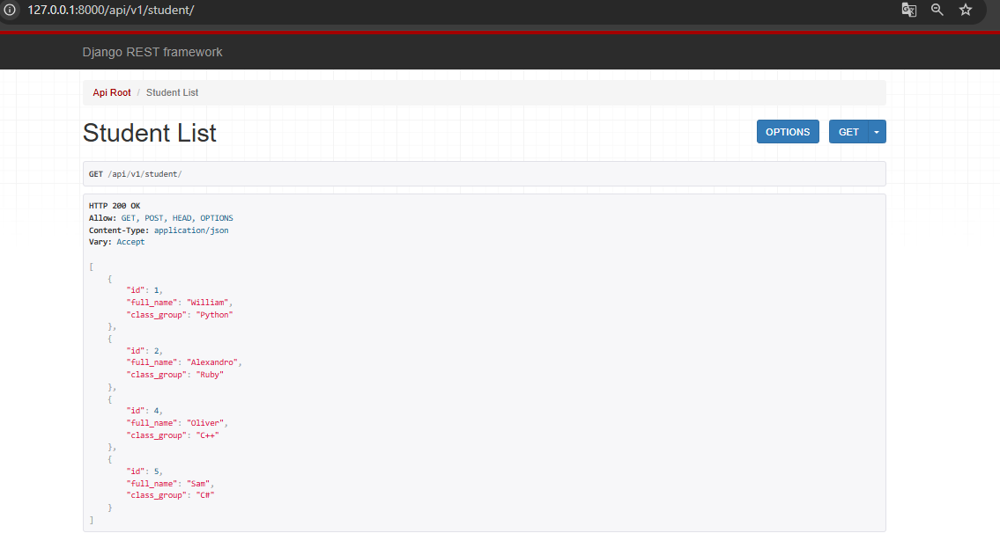 127.0.0.1:8000/api/v1/student/
Django REST framework
Api Root / Student List
Student List
OPTIONS
GET
GET /api/v1/student/
HTTP 200 OK
Allow: GET, POST, HEAD, OPTIONS
Content-Type: application/json
Vary: Accept
[
    {
        "id": 1,
        "full_name": "William",
        "class_group": "Python"
    },
    {
        "id": 2,
        "full_name": "Alexandro",
        "class_group": "Ruby"
    },
    {
        "id": 4,
        "full_name": "Oliver",
        "class_group": "C++"
    },
    {
        "id": 5,
        "full_name": "Sam",
        "class_group": "C#"
    }
]